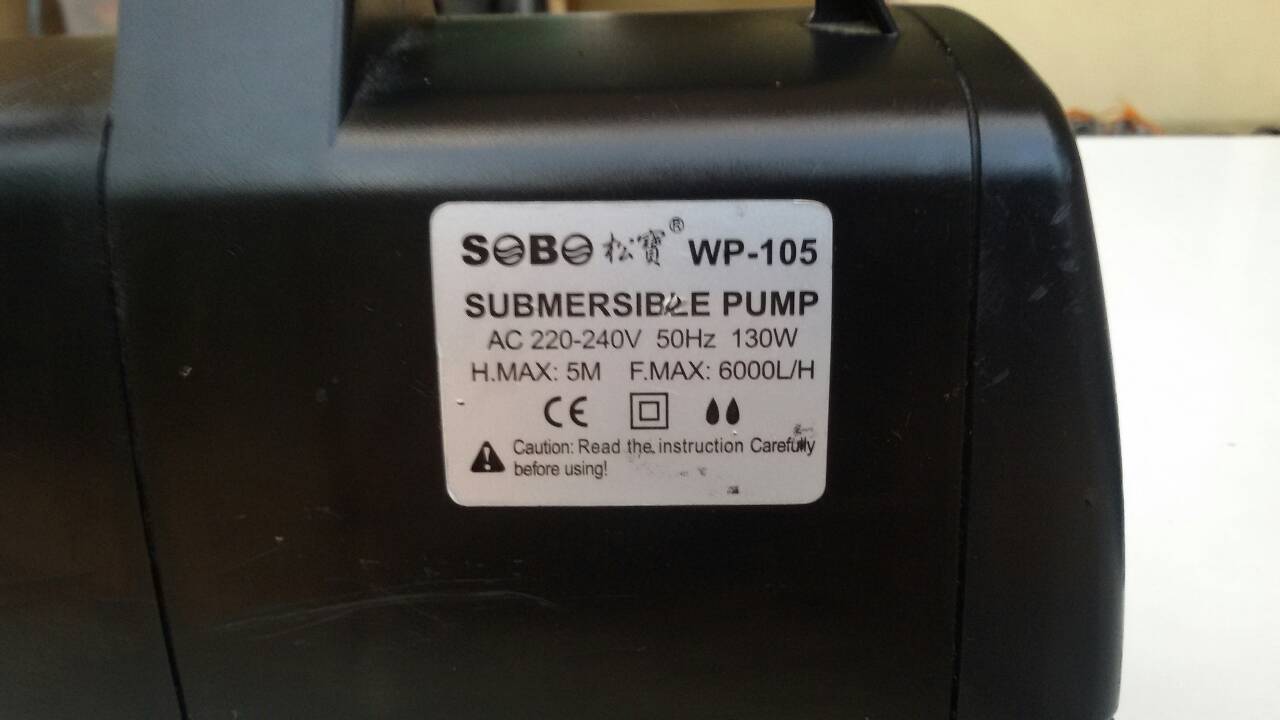 SOBO 松寶® WP-105
SUBMERSIBLE PUMP
AC 220-240V 50Hz 130W
H.MAX: 5M F.MAX: 6000L/H
CE
Caution: Read the instruction Carefully
before using!